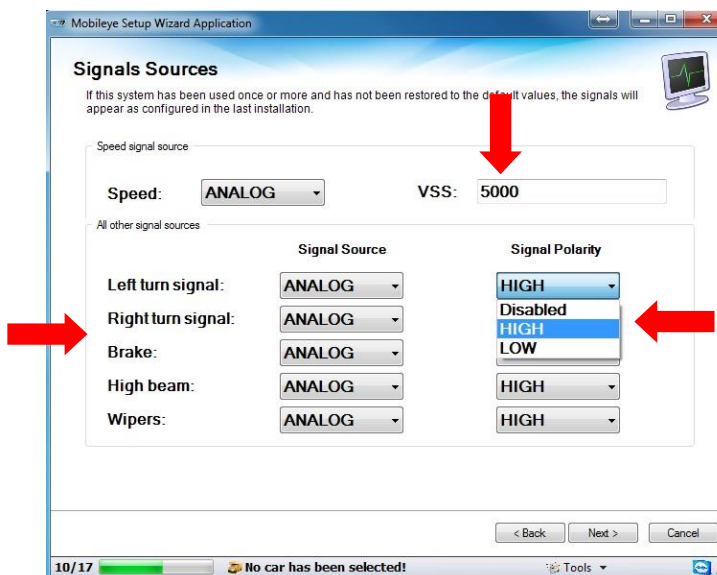 Mobileye Setup Wizard Application
Signals Sources
If this system has been used once or more and has not been restored to the default values, the signals will
appear as configured in the last installation.
Speed signal source
Speed: ANALOG VSS: 5000
All other signal sources
Signal Source Signal Polarity
Left turn signal: ANALOG HIGH
Disabled
Right turn signal: ANALOG HIGH
Brake: ANALOG LOW
High beam: ANALOG HIGH
Wipers: ANALOG HIGH
< Back Next > Cancel
10/17 No car has been selected! Tools